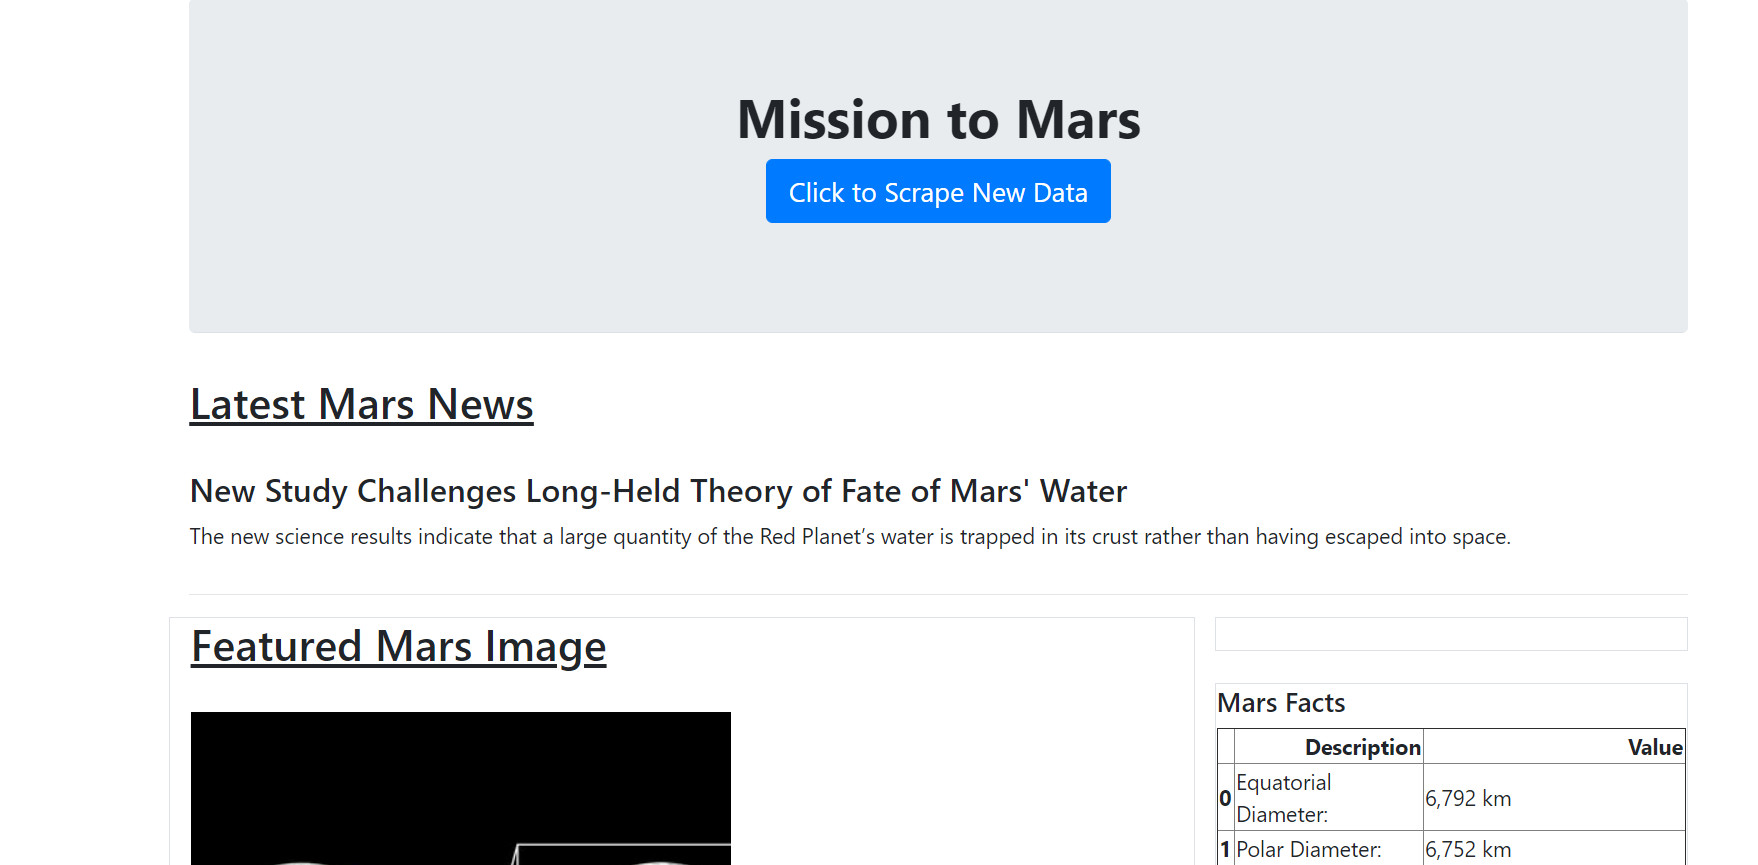 Mission to Mars
Click to Scrape New Data
Latest Mars News
New Study Challenges Long-Held Theory of Fate of Mars' Water
The new science results indicate that a large quantity of the Red Planet’s water is trapped in its crust rather than having escaped into space.
Featured Mars Image
Mars Facts
Description Value
0 Equatorial Diameter: 6,792 km
1 Polar Diameter: 6,752 km